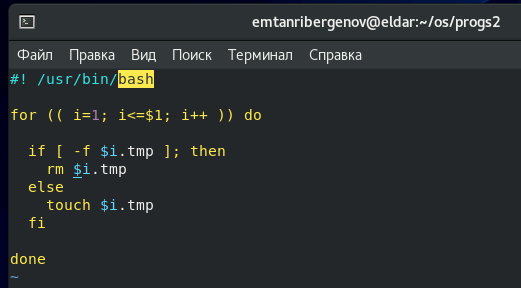 emtanribergenov@eldar:~/os/progs2
Файл Правка Вид Поиск Терминал Справка
#! /usr/bin/bash
for (( i=1; i<=$1; i++ )) do
if [ -f $i.tmp ]; then
rm $i.tmp
else
touch $i.tmp
fi
done
~